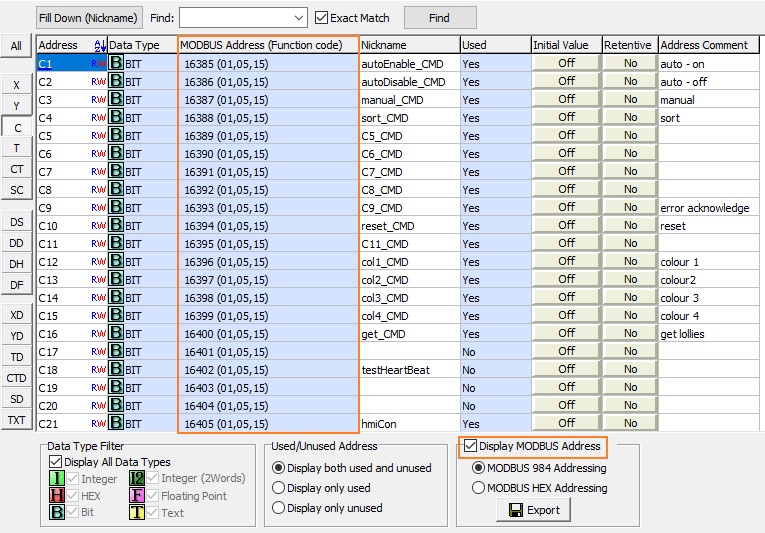 Fill Down (Nickname) Find: Exact Match Find
All
X
Y
C
T
CT
SC
DS
DD
DH
DF
XD
YD
TD
CTD
SD
TXT
Address Data Type MODBUS Address (Function code) Nickname Used Initial Value Retentive Address Comment
C1 RW B BIT 16385 (01,05,15) autoEnable_CMD Yes Off No auto - on
C2 RW B BIT 16386 (01,05,15) autoDisable_CMD Yes Off No auto - off
C3 RW B BIT 16387 (01,05,15) manual_CMD Yes Off No manual
C4 RW B BIT 16388 (01,05,15) sort_CMD Yes Off No sort
C5 RW B BIT 16389 (01,05,15) C5_CMD Yes Off No
C6 RW B BIT 16390 (01,05,15) C6_CMD Yes Off No
C7 RW B BIT 16391 (01,05,15) C7_CMD Yes Off No
C8 RW B BIT 16392 (01,05,15) C8_CMD Yes Off No
C9 RW B BIT 16393 (01,05,15) C9_CMD Yes Off No error acknowledge
C10 RW B BIT 16394 (01,05,15) reset_CMD Yes Off No reset
C11 RW B BIT 16395 (01,05,15) C11_CMD Yes Off No
C12 RW B BIT 16396 (01,05,15) col1_CMD Yes Off No colour 1
C13 RW B BIT 16397 (01,05,15) col2_CMD Yes Off No colour2
C14 RW B BIT 16398 (01,05,15) col3_CMD Yes Off No colour 3
C15 RW B BIT 16399 (01,05,15) col4_CMD Yes Off No colour 4
C16 RW B BIT 16400 (01,05,15) get_CMD Yes Off No get lollies
C17 RW B BIT 16401 (01,05,15) No Off No
C18 RW B BIT 16402 (01,05,15) testHeartBeat No Off No
C19 RW B BIT 16403 (01,05,15) No Off No
C20 RW B BIT 16404 (01,05,15) No Off No
C21 RW B BIT 16405 (01,05,15) hmiCon Yes Off No
Data Type Filter
Display All Data Types
I Integer I2 Integer (2Words)
H HEX F Floating Point
B Bit T Text
Used/Unused Address
Display both used and unused
Display only used
Display only unused
Display MODBUS Address
MODBUS 984 Addressing
MODBUS HEX Addressing
Export